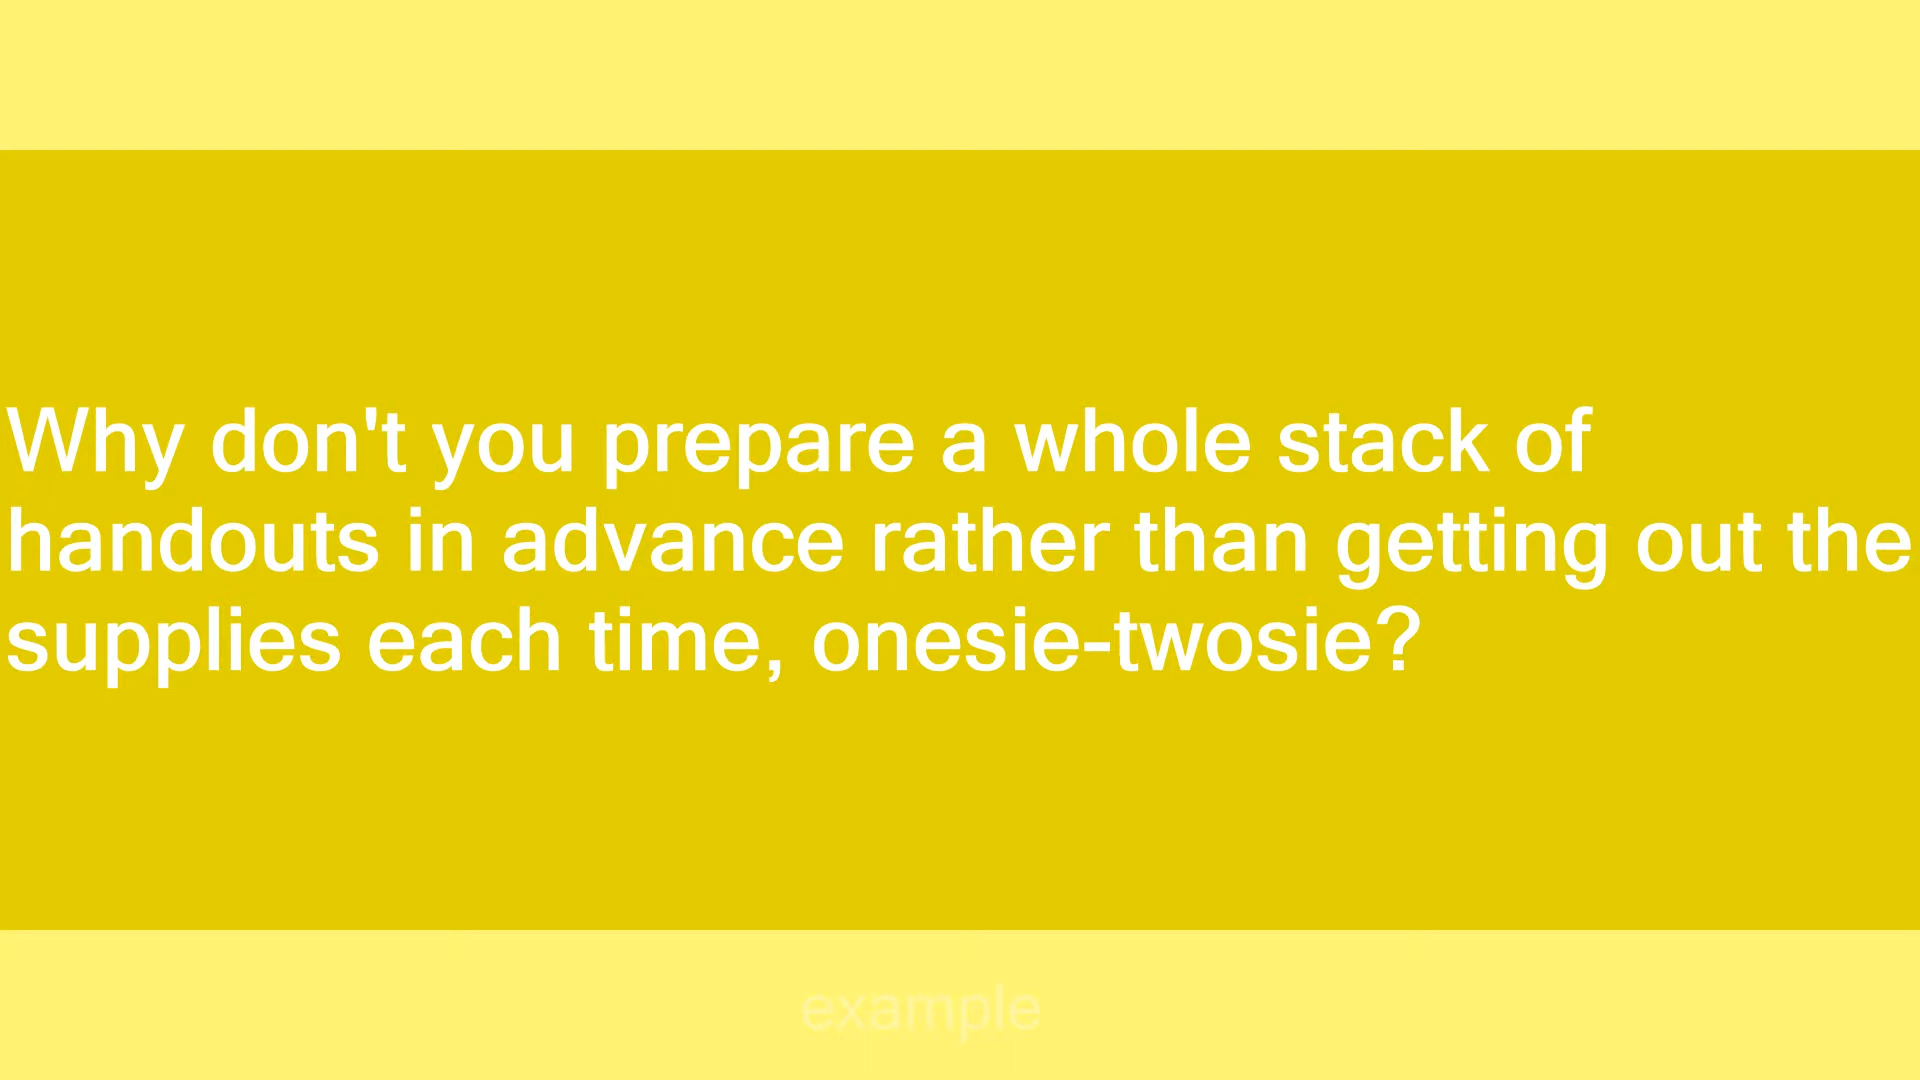 Why don't you prepare a whole stack of
handouts in advance rather than getting out the
supplies each time, onesie-twosie?
example